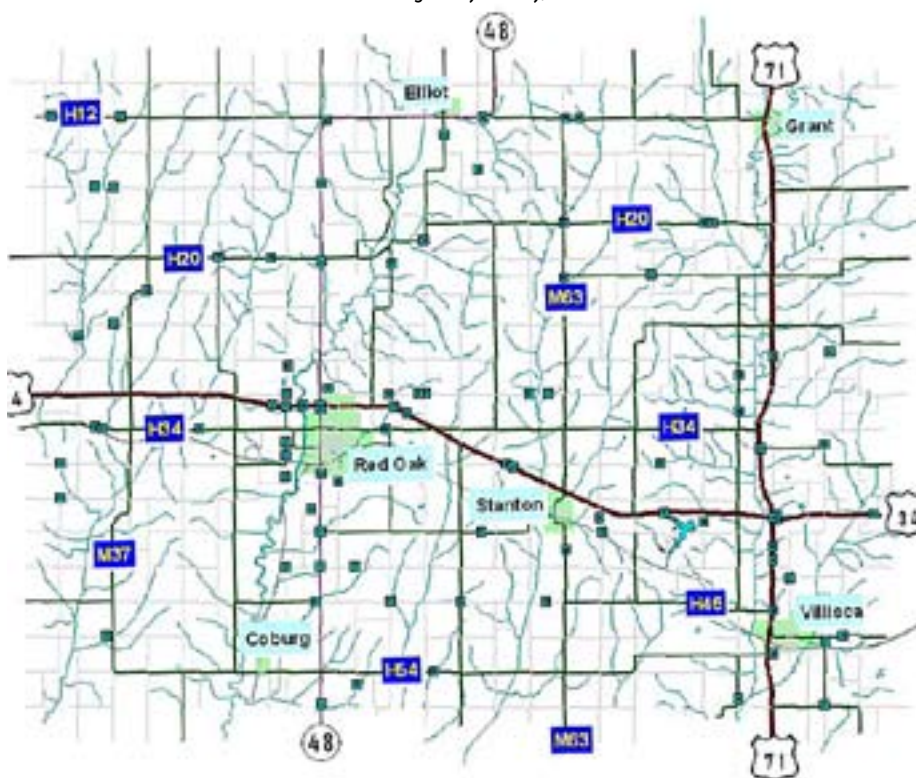 48
71
Elliot
H12
Grant
H20
H20
M63
4
H34
H34
Red Oak
Stanton
M37
H46
Villisca
Coburg
H54
48
M63
71